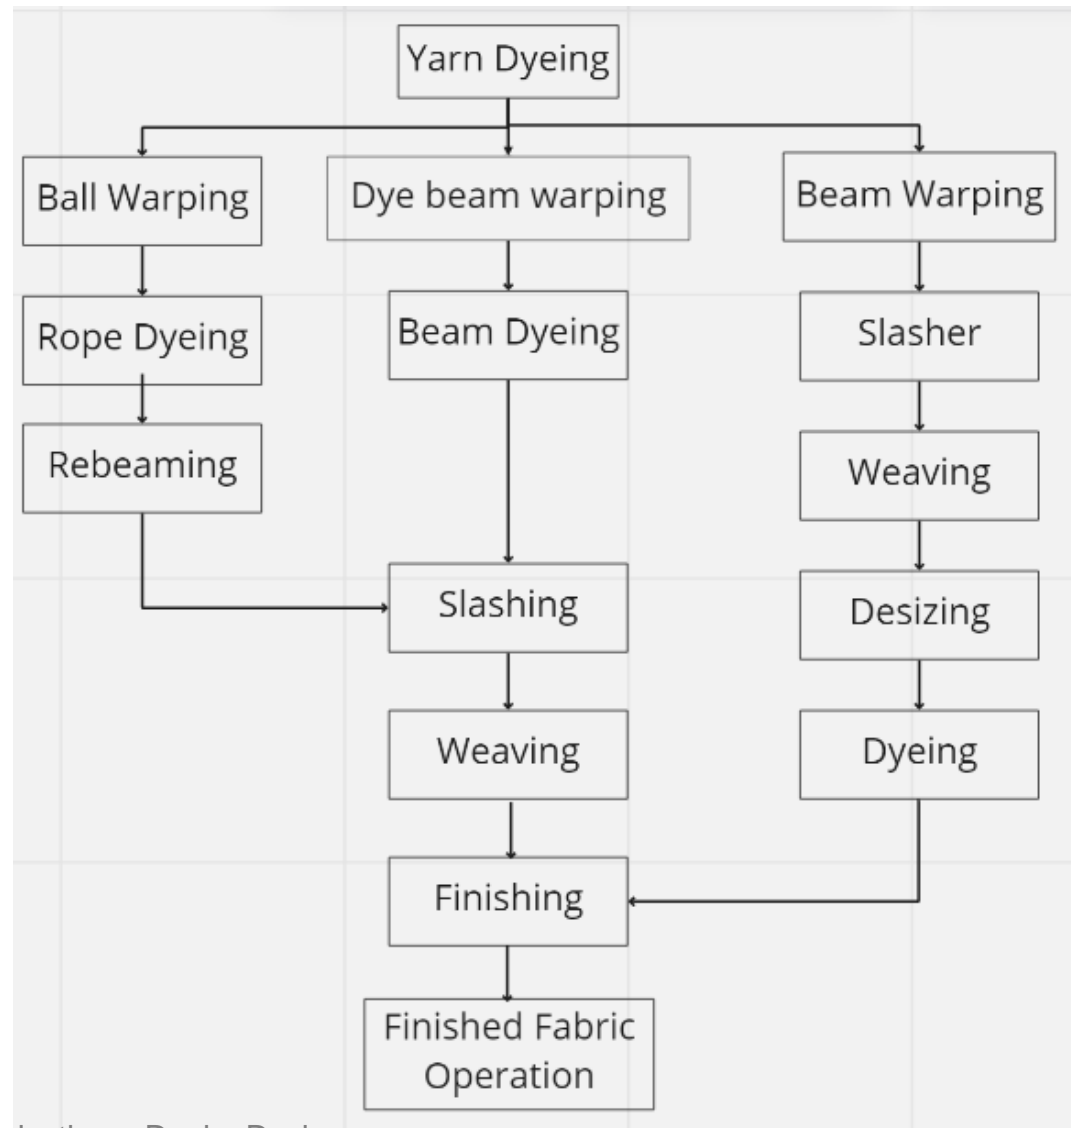 Yarn Dyeing
Ball Warping
Dye beam warping
Beam Warping
Rope Dyeing
Beam Dyeing
Slasher
Rebeaming
Weaving
Slashing
Desizing
Weaving
Dyeing
Finishing
Finished Fabric
Operation